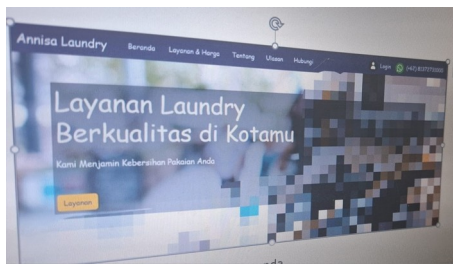 Annisa Laundry
Beranda
Layanan & Harga
Tentang
Ulasan
Hubungi
Login
Layanan Laundry
Berkualitas di Kotamu
Kami Menjamin Kebersihan Pakaian Anda
Layanan